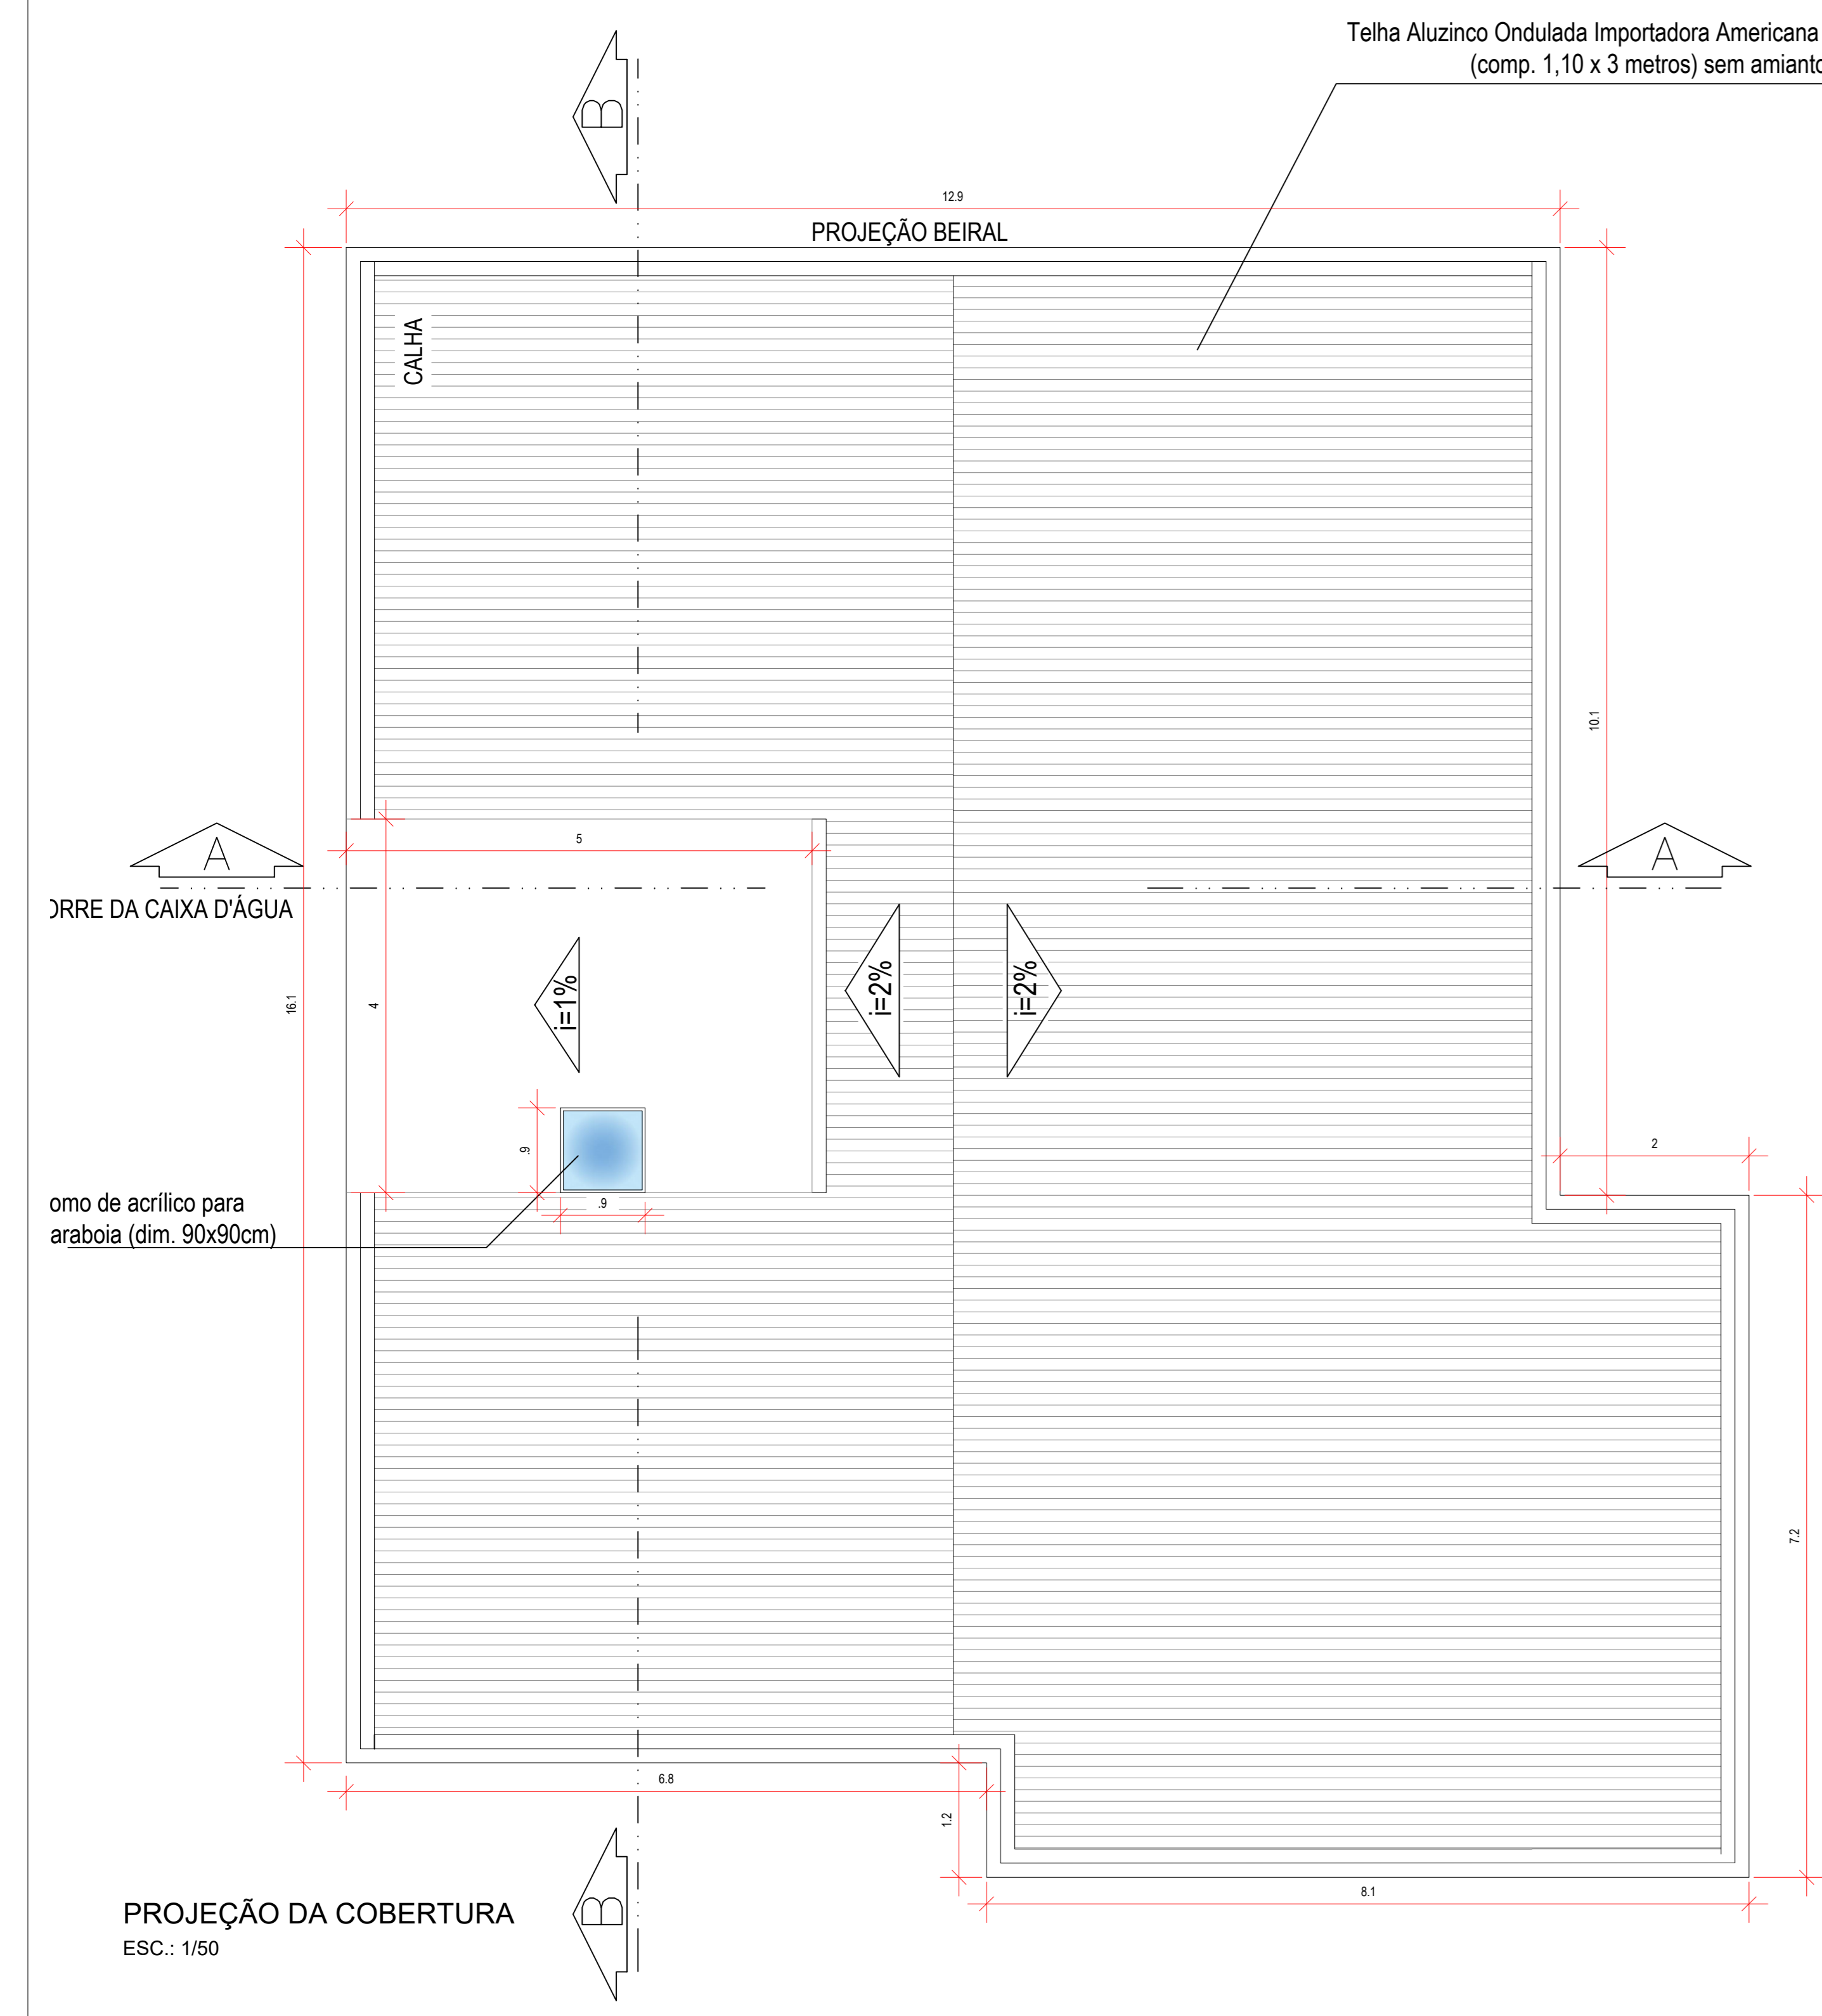 Telha Aluzinco Ondulada Importadora Americana
(comp. 1,10 x 3 metros) sem amianto
B
12.9
PROJEÇÃO BEIRAL
CALHA
10.1
5
A
A
ORRE DA CAIXA D'ÁGUA
i=1%
i=2%
i=2%
16.1
4
2
.9
.9
omo de acrílico para
araboia (dim. 90x90cm)
7.2
6.8
1.2
8.1
B
PROJEÇÃO DA COBERTURA
ESC.: 1/50